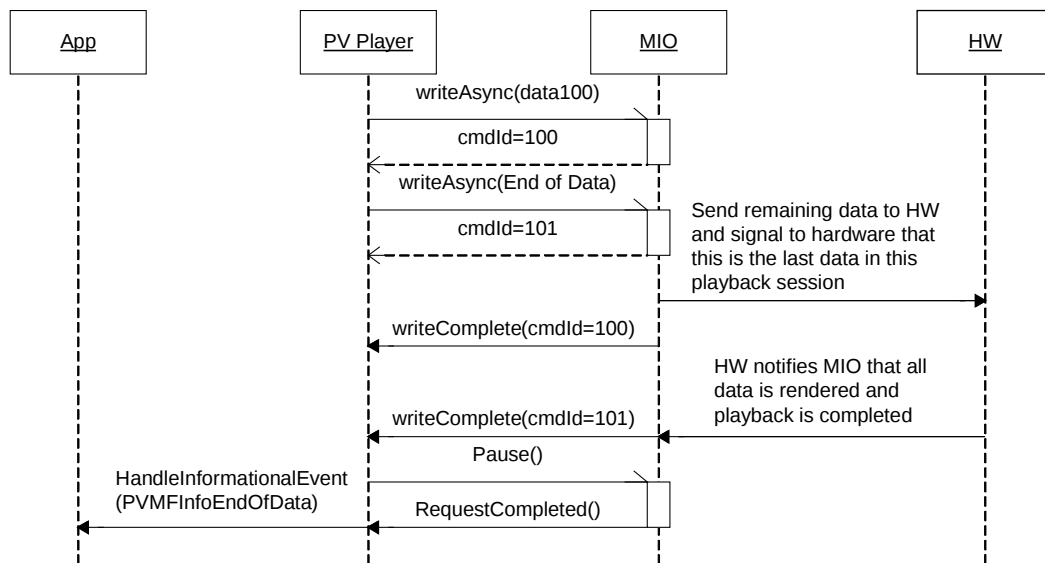 App
PV Player
MIO
HW
writeAsync(data100)
cmdId=100
writeAsync(End of Data)
cmdId=101
Send remaining data to HW
and signal to hardware that
this is the last data in this
playback session
writeComplete(cmdId=100)
HW notifies MIO that all
data is rendered and
playback is completed
writeComplete(cmdId=101)
Pause()
HandleInformationalEvent
(PVMFInfoEndOfData)
RequestCompleted()